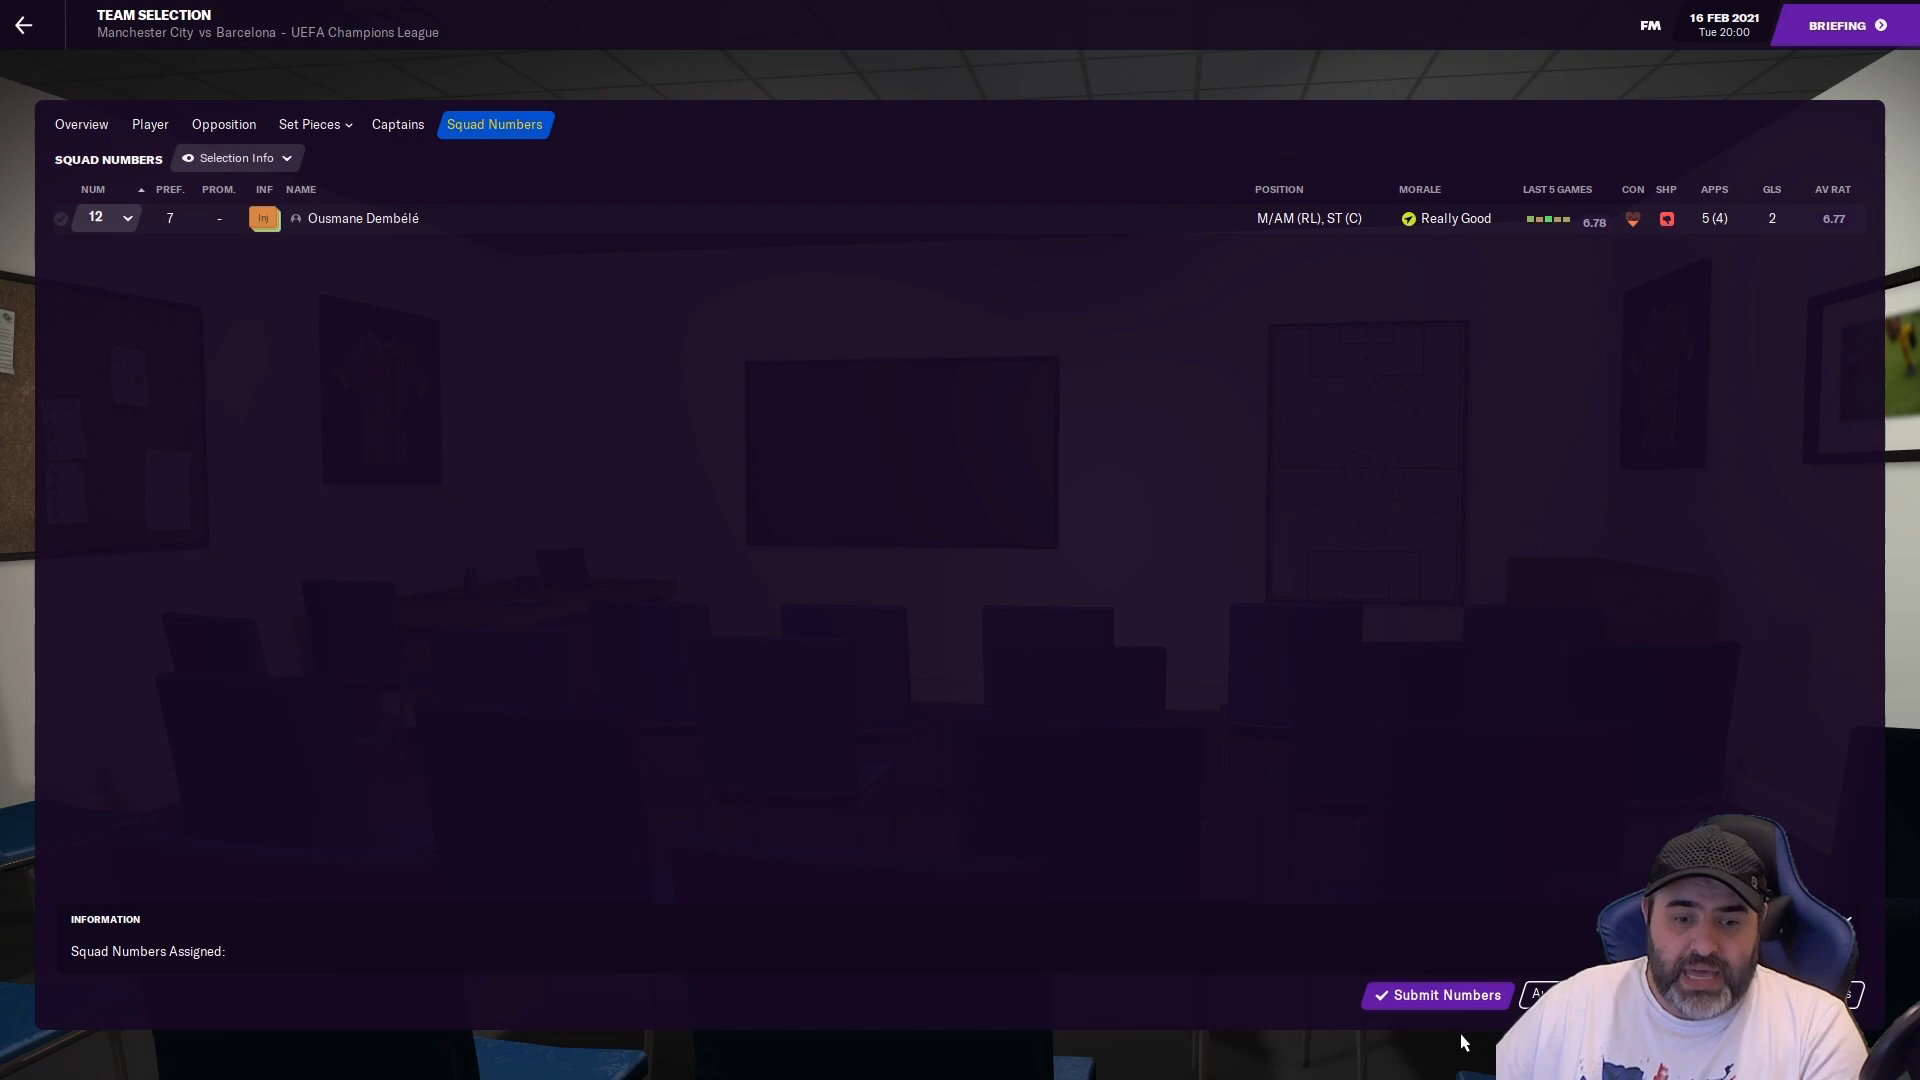 TEAM SELECTION
Manchester City vs Barcelona - UEFA Champions League
FM
16 FEB 2021
Tue 20:00
BRIEFING
Overview Player Opposition Set Pieces Captains Squad Numbers
SQUAD NUMBERS Selection Info
NUM PREF. PROM. INF NAME POSITION MORALE LAST 5 GAMES CON SHP APPS GLS AV RAT
12 7 - Inj Ousmane Dembélé M/AM (RL), ST (C) Really Good 6.78 5 (4) 2 6.77
INFORMATION
Squad Numbers Assigned:
Submit Numbers